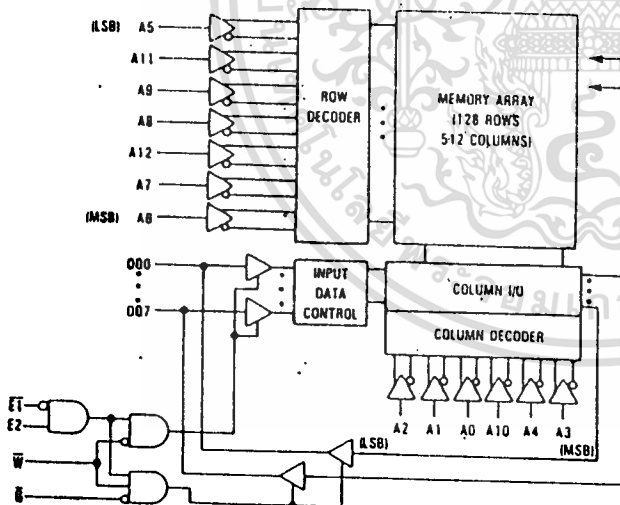 (LSB) A5
A11
A9
A8
A12
A7
(MSB) A6
ROW
DECODER
MEMORY ARRAY
(128 ROWS
512 COLUMNS)
DQ0
DQ7
INPUT
DATA
CONTROL
COLUMN I/O
COLUMN DECODER
A2 A1 A0 A10 A4 A3
(LSB) (MSB)
E1
E2
W
G